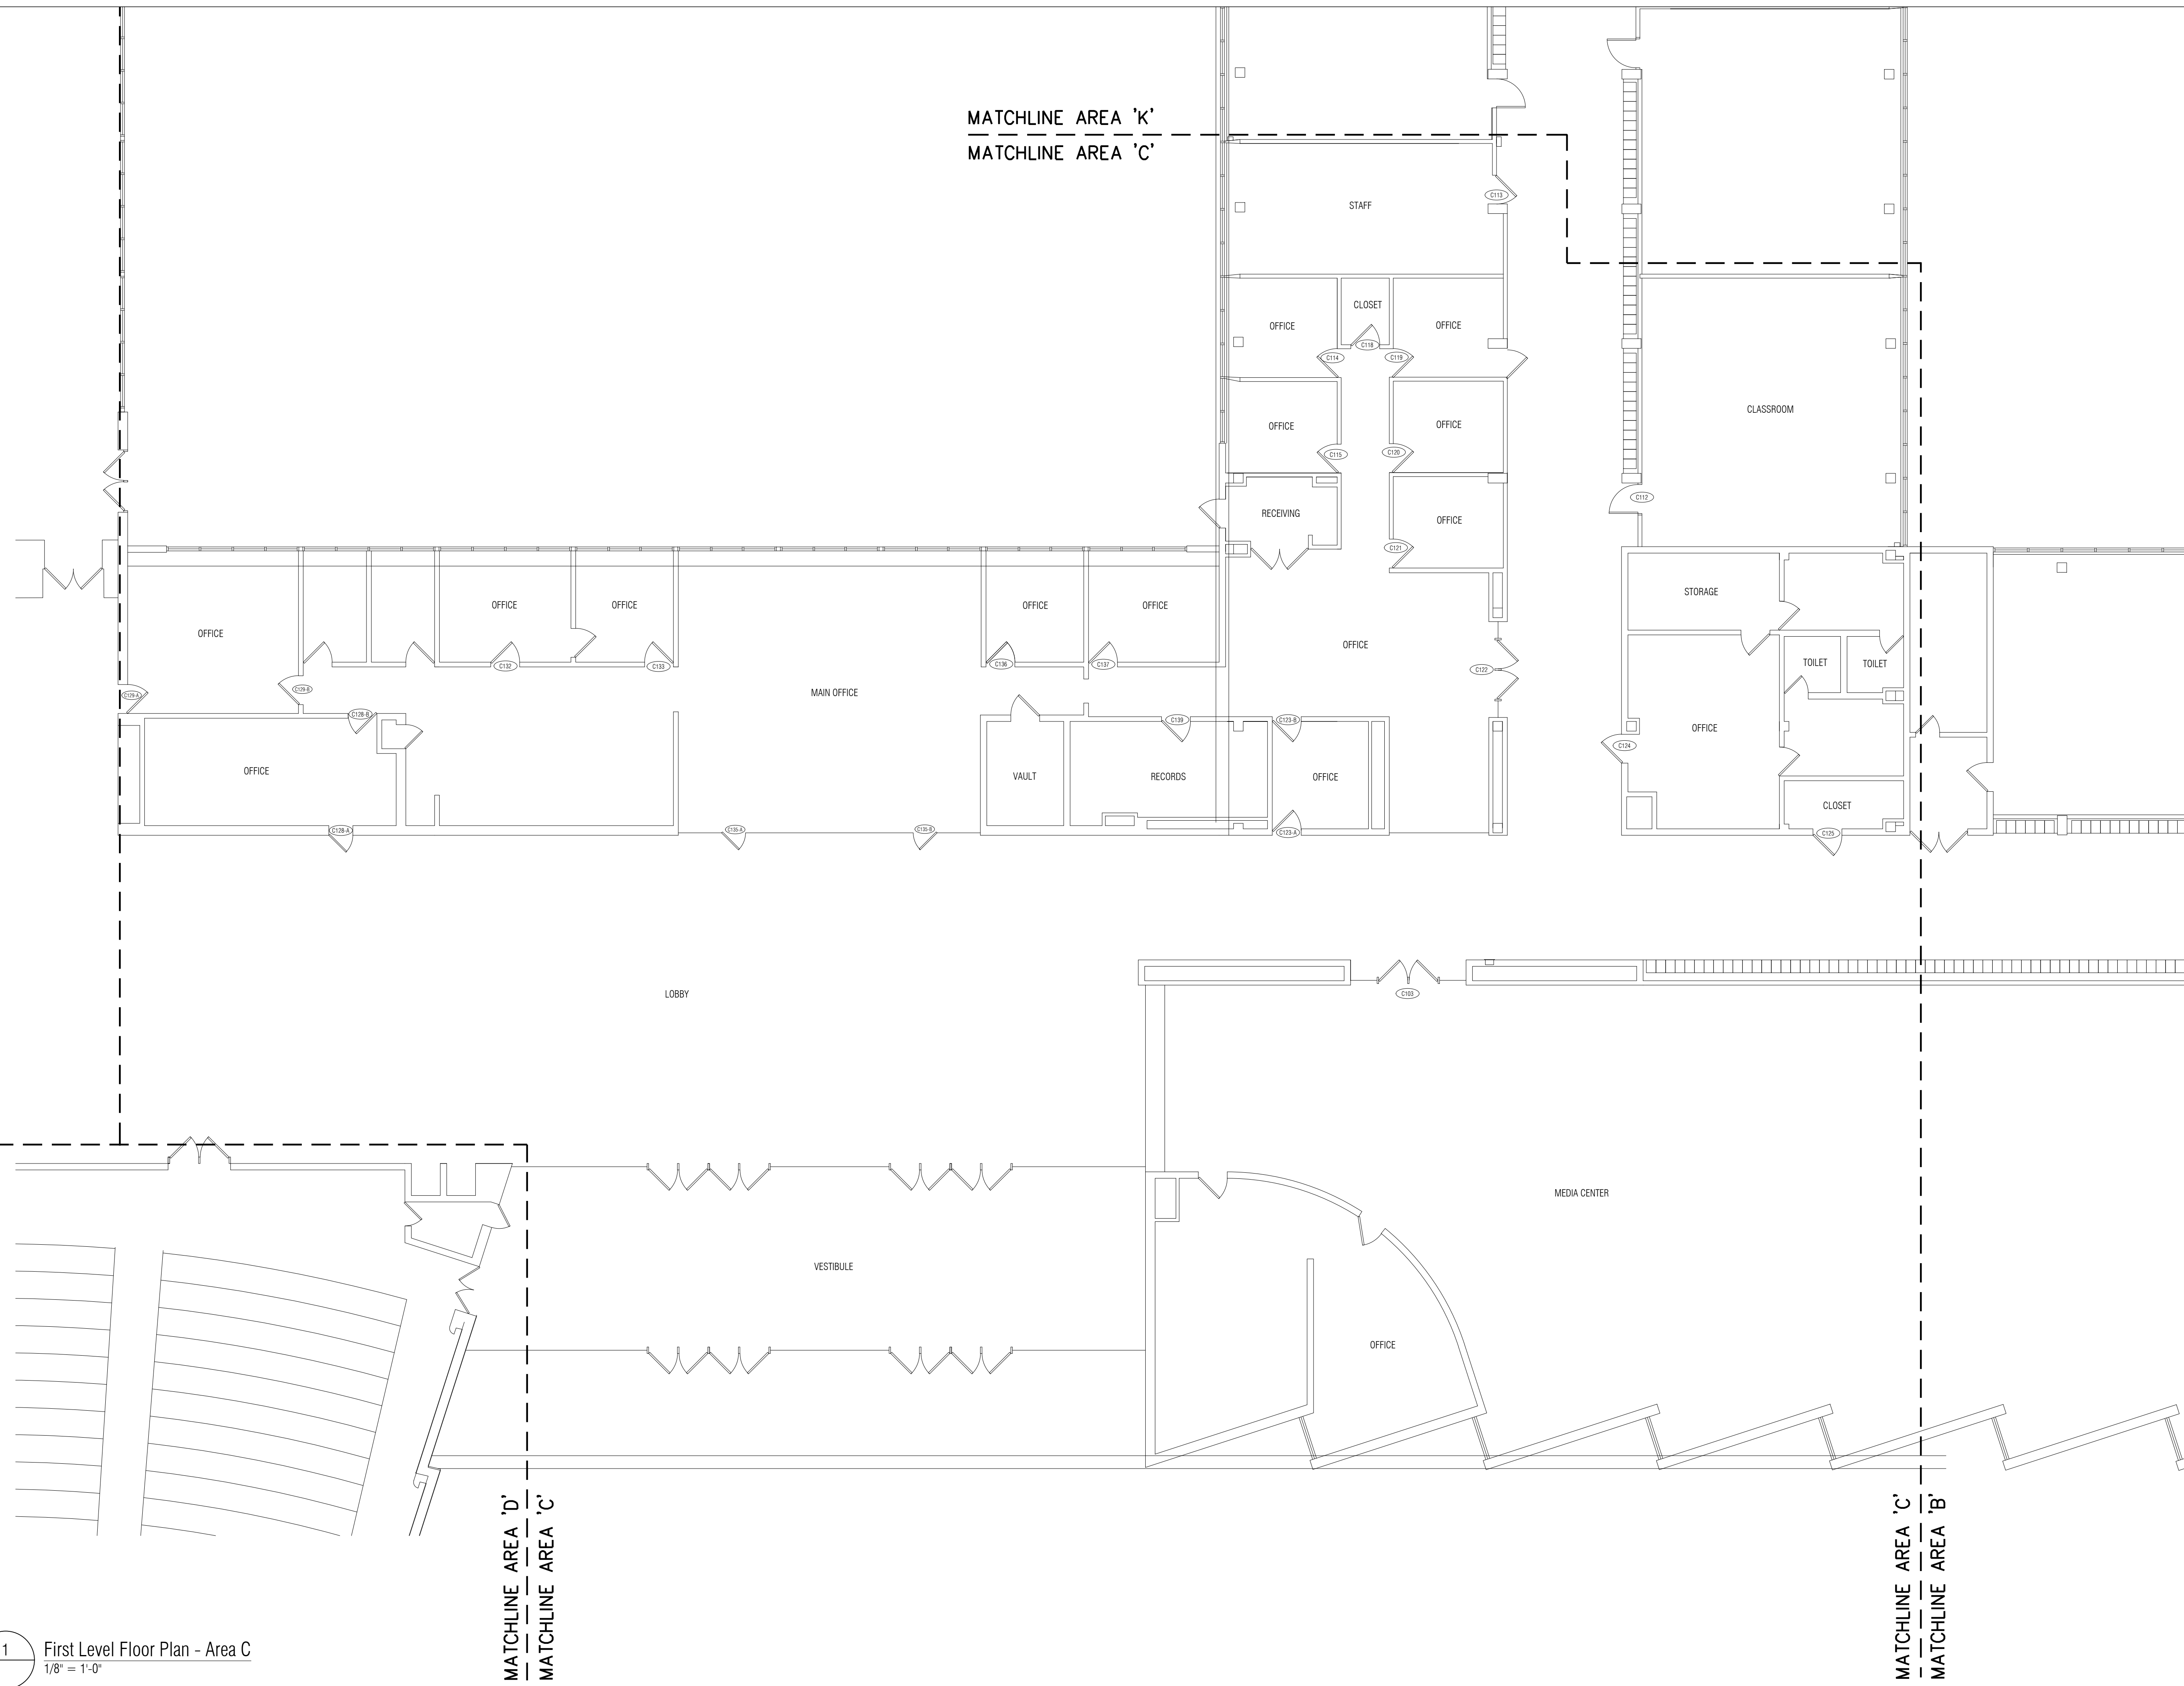 MATCHLINE AREA 'K'
MATCHLINE AREA 'C'
C113
STAFF
CLOSET
OFFICE
OFFICE
C118
C114
C119
CLASSROOM
OFFICE
OFFICE
C115
C120
C112
RECEIVING
OFFICE
C121
STORAGE
OFFICE
OFFICE
OFFICE
OFFICE
OFFICE
OFFICE
C132
C133
C136
C137
C122
TOILET
TOILET
C129-A
C129-B
MAIN OFFICE
C128-B
C139
C123-B
OFFICE
C124
OFFICE
VAULT
RECORDS
OFFICE
CLOSET
C128-A
C135-A
C135-B
C123-A
C125
LOBBY
C103
MEDIA CENTER
VESTIBULE
OFFICE
MATCHLINE AREA 'D'
MATCHLINE AREA 'C'
MATCHLINE AREA 'C'
MATCHLINE AREA 'B'
1
First Level Floor Plan - Area C
1/8" = 1'-0"